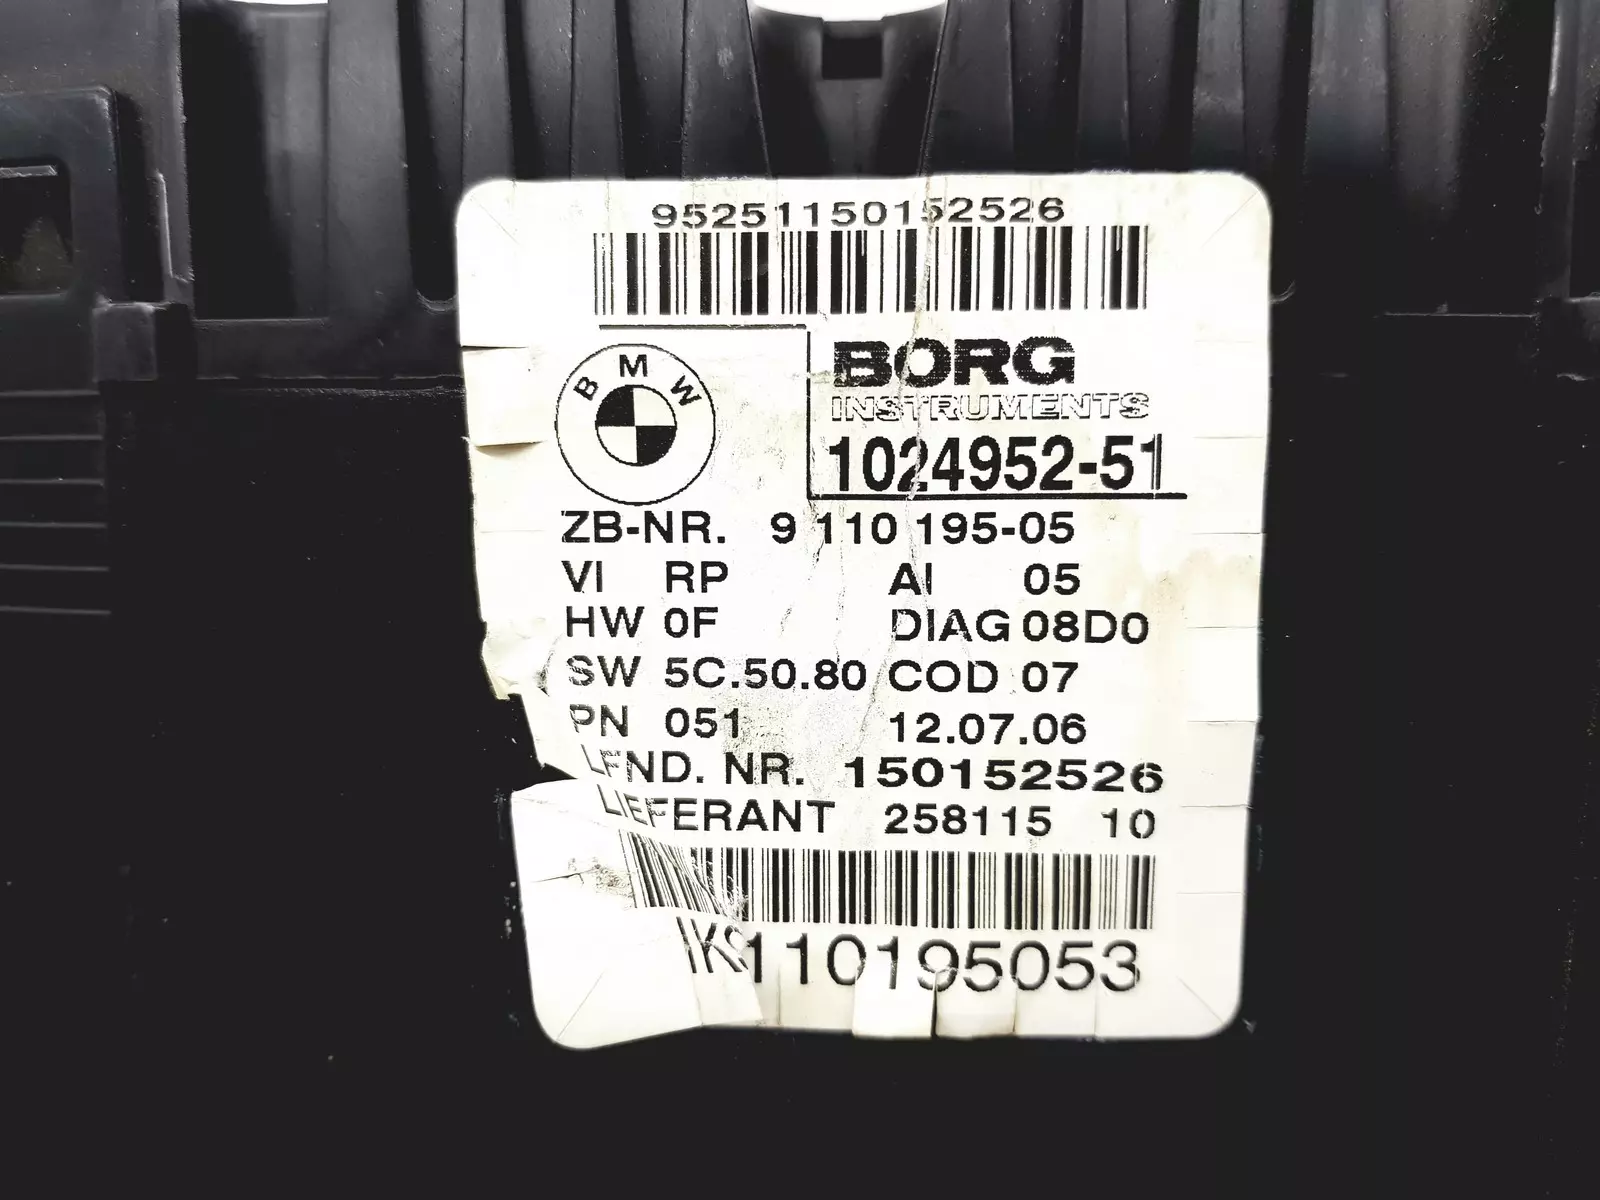 95251150152526
BMW
BORG
INSTRUMENTS
1024952-51
ZB-NR. 9 110 195-05
VI RP AI 05
HW 0F DIAG 08D0
SW 5C.50.80 COD 07
PN 051 12.07.06
LFND. NR. 150152526
LIEFERANT 258115 10
IK9110195053